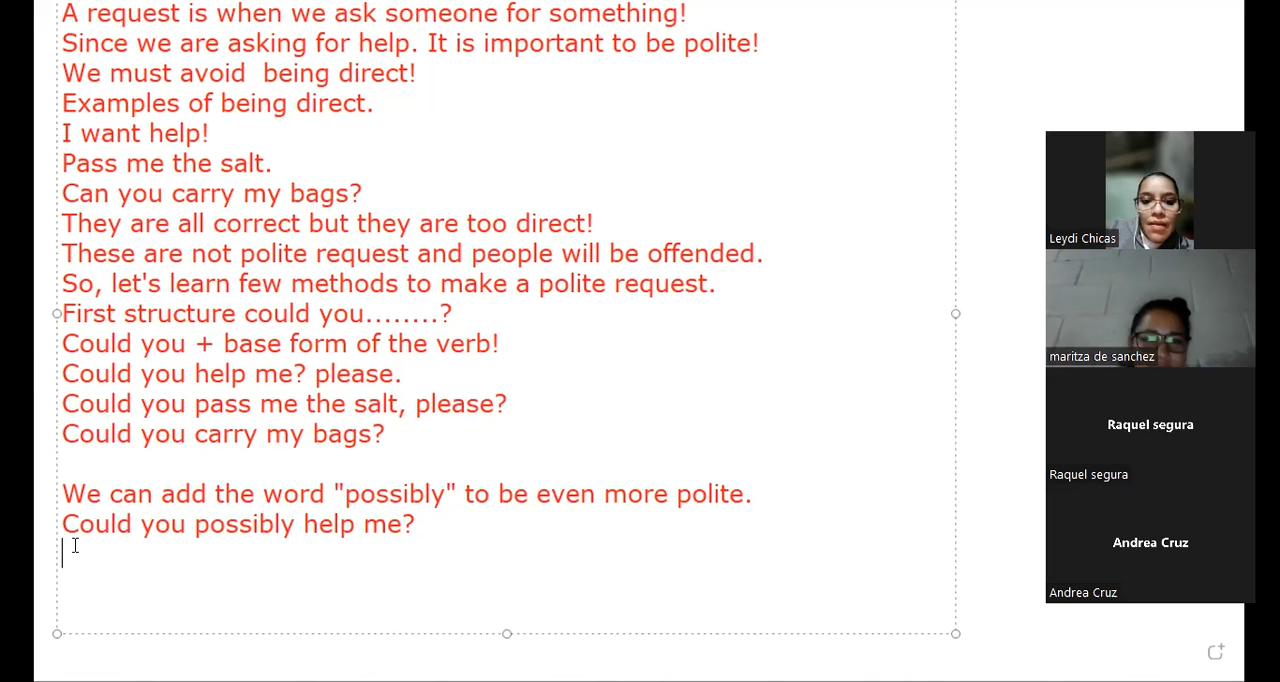 A request is when we ask someone for something!
Since we are asking for help. It is important to be polite!
We must avoid  being direct!
Examples of being direct.
I want help!
Pass me the salt.
Can you carry my bags?
They are all correct but they are too direct!
These are not polite request and people will be offended.
So, let's learn few methods to make a polite request.
First structure could you........?
Could you + base form of the verb!
Could you help me? please.
Could you pass me the salt, please?
Could you carry my bags?
We can add the word "possibly" to be even more polite.
Could you possibly help me?
Leydi Chicas
maritza de sanchez
Raquel segura
Raquel segura
Andrea Cruz
Andrea Cruz